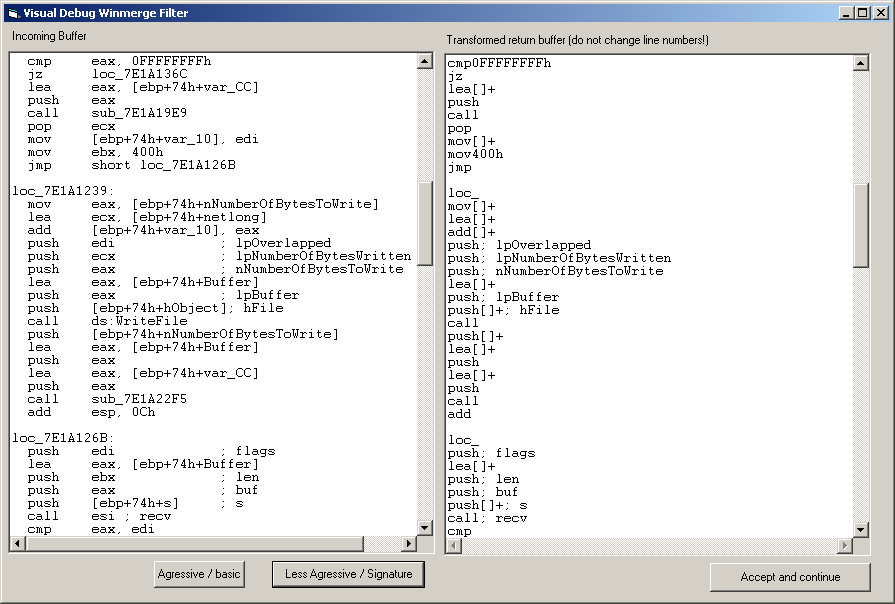 Visual Debug Winmerge Filter
Incoming Buffer
cmp eax, 0FFFFFFFFh
jz loc_7E1A136C
lea eax, [ebp+74h+var_CC]
push eax
call sub_7E1A19E9
pop ecx
mov [ebp+74h+var_10], edi
mov ebx, 400h
jmp short loc_7E1A126B
loc_7E1A1239:
mov eax, [ebp+74h+nNumberOfBytesToWrite]
lea ecx, [ebp+74h+netlong]
add [ebp+74h+var_10], eax
push edi ; lpOverlapped
push ecx ; lpNumberOfBytesWritten
push eax ; nNumberOfBytesToWrite
lea eax, [ebp+74h+Buffer]
push eax ; lpBuffer
push [ebp+74h+hObject]; hFile
call ds:WriteFile
push [ebp+74h+nNumberOfBytesToWrite]
lea eax, [ebp+74h+Buffer]
push eax
lea eax, [ebp+74h+var_CC]
push eax
call sub_7E1A22F5
add esp, 0Ch
loc_7E1A126B:
push edi ; flags
lea eax, [ebp+74h+Buffer]
push ebx ; len
push eax ; buf
push [ebp+74h+s] ; s
call esi ; recv
cmp eax, edi
Transformed return buffer (do not change line numbers!)
cmp0FFFFFFFFh
jz
lea[]+
push
call
pop
mov[]+
mov400h
jmp
loc_
mov[]+
lea[]+
add[]+
push; lpOverlapped
push; lpNumberOfBytesWritten
push; nNumberOfBytesToWrite
lea[]+
push; lpBuffer
push[]+; hFile
call
push[]+
lea[]+
push
lea[]+
push
call
add
loc_
push; flags
lea[]+
push; len
push; buf
push[]+; s
call; recv
cmp
Agressive / basic
Less Agressive / Signature
Accept and continue